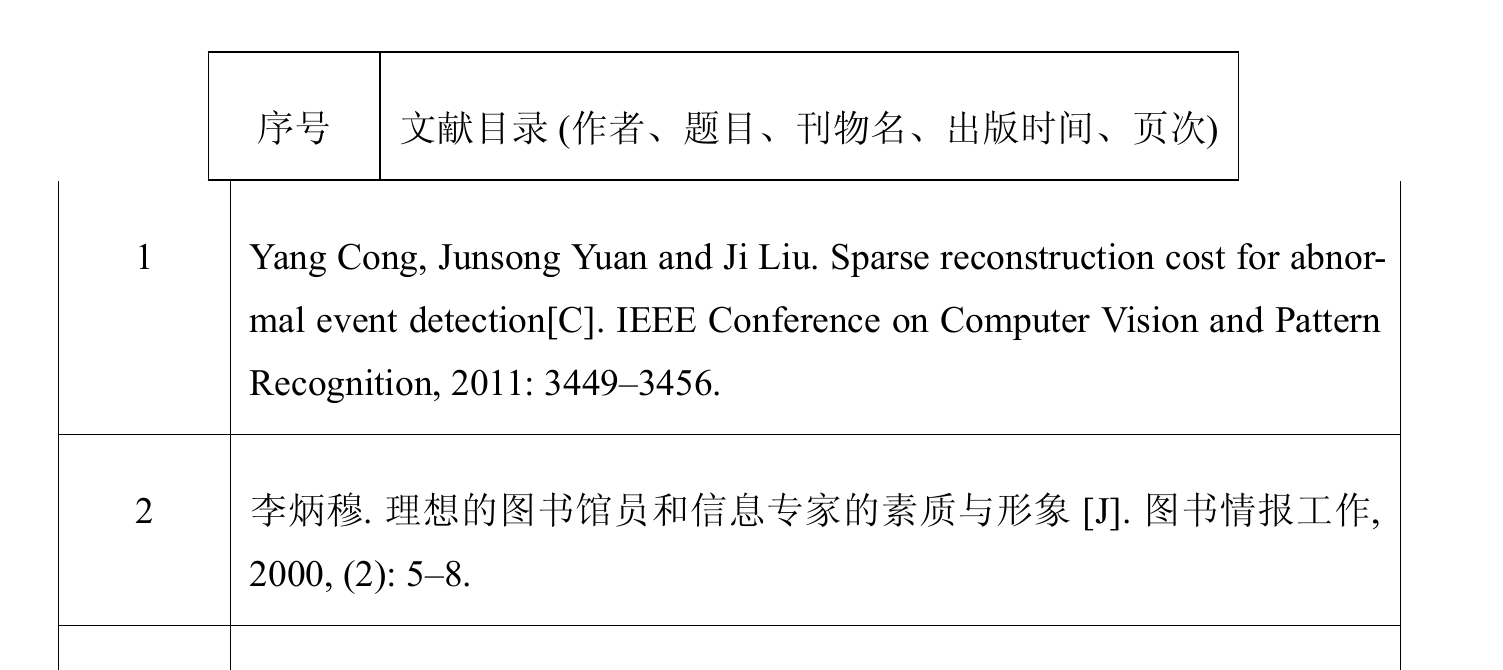 序号 文献目录 (作者、题目、刊物名、出版时间、页次)
1 Yang Cong, Junsong Yuan and Ji Liu. Sparse reconstruction cost for abnor-
mal event detection[C]. IEEE Conference on Computer Vision and Pattern
Recognition, 2011: 3449–3456.
2 李炳穆. 理想的图书馆员和信息专家的素质与形象 [J]. 图书情报工作,
2000, (2): 5–8.